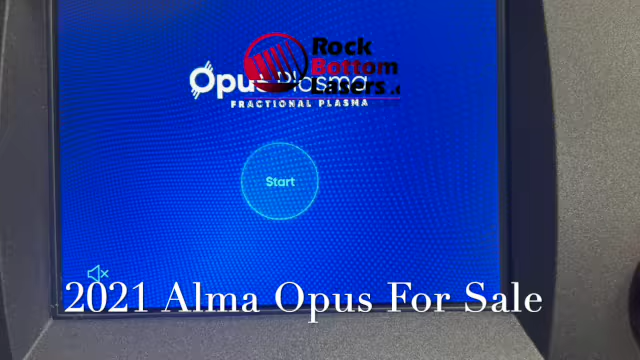 Opus Plasma
FRACTIONAL PLASMA
Rock
Bottom
Lasers.c
Start
2021 Alma Opus For Sale